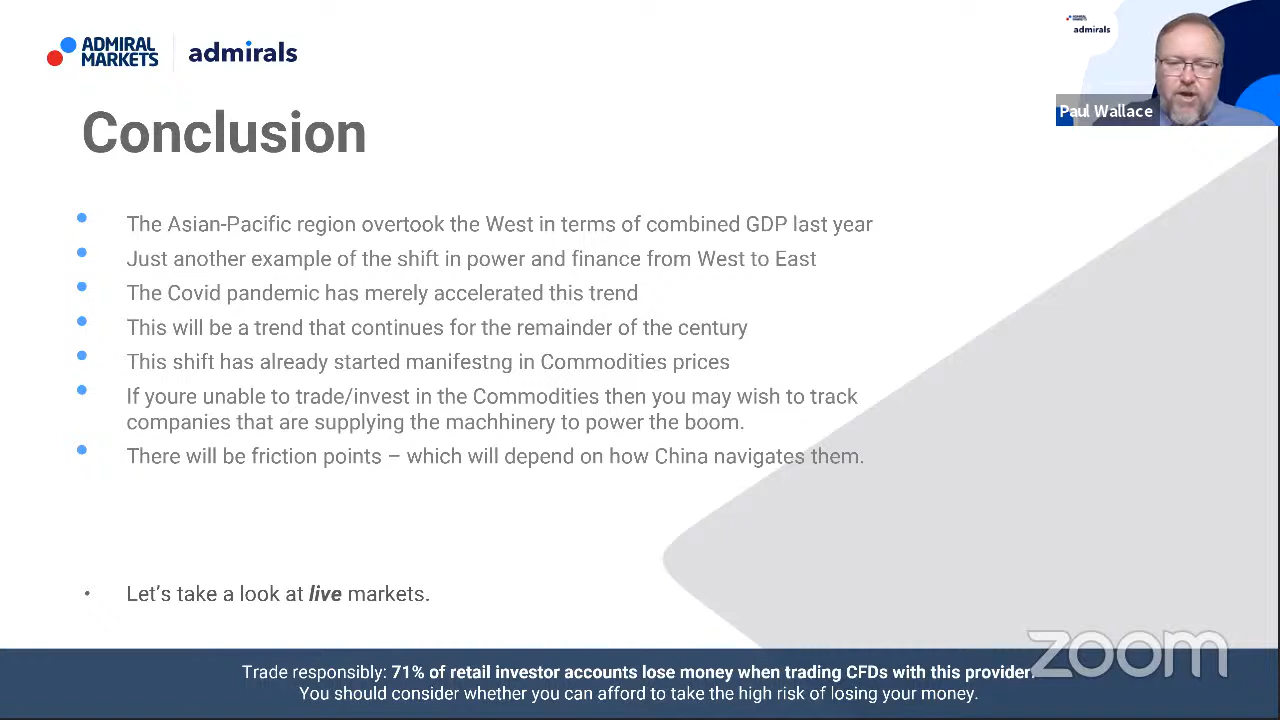 ADMIRAL
MARKETS
admirals
admirals
Paul Wallace
Conclusion
The Asian-Pacific region overtook the West in terms of combined GDP last year
Just another example of the shift in power and finance from West to East
The Covid pandemic has merely accelerated this trend
This will be a trend that continues for the remainder of the century
This shift has already started manifestng in Commodities prices
If youre unable to trade/invest in the Commodities then you may wish to track
companies that are supplying the machhinery to power the boom.
There will be friction points – which will depend on how China navigates them.
Let’s take a look at live markets.
zoom
Trade responsibly: 71% of retail investor accounts lose money when trading CFDs with this provider.
You should consider whether you can afford to take the high risk of losing your money.